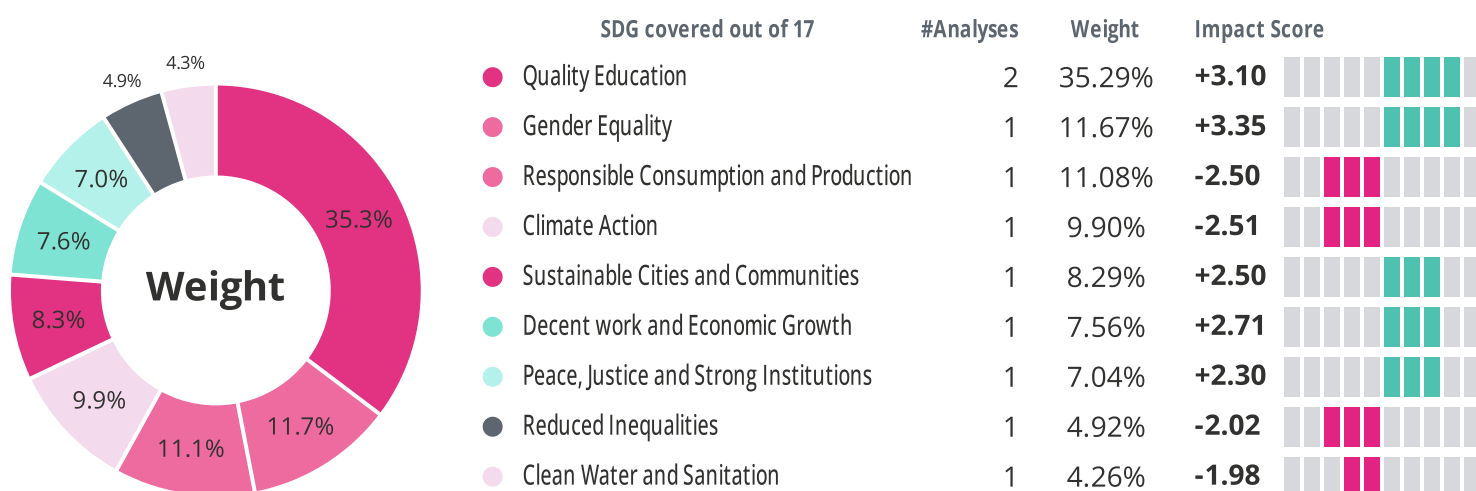 SDG covered out of 17 #Analyses Weight Impact Score
Quality Education 2 35.29% +3.10
Gender Equality 1 11.67% +3.35
Responsible Consumption and Production 1 11.08% -2.50
Climate Action 1 9.90% -2.51
Sustainable Cities and Communities 1 8.29% +2.50
Decent work and Economic Growth 1 7.56% +2.71
Peace, Justice and Strong Institutions 1 7.04% +2.30
Reduced Inequalities 1 4.92% -2.02
Clean Water and Sanitation 1 4.26% -1.98
Weight
35.3%
11.7%
11.1%
9.9%
8.3%
7.6%
7.0%
4.9%
4.3%